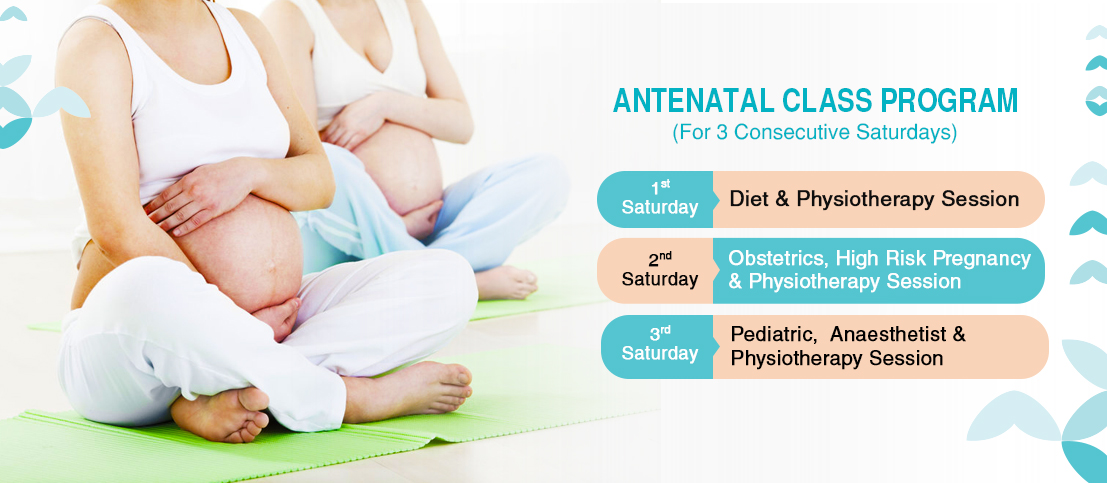 ANTENATAL CLASS PROGRAM
(For 3 Consecutive Saturdays)
1st
Saturday
Diet & Physiotherapy Session
2nd
Saturday
Obstetrics, High Risk Pregnancy
& Physiotherapy Session
3rd
Saturday
Pediatric,  Anaesthetist &
Physiotherapy Session